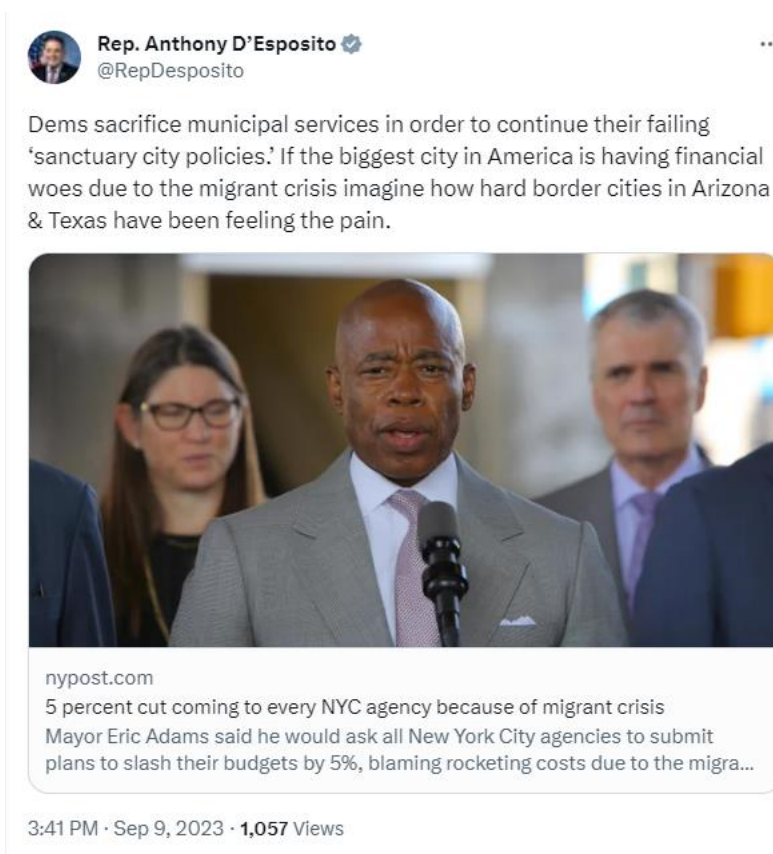 Rep. Anthony D’Esposito
@RepDesposito
Dems sacrifice municipal services in order to continue their failing
‘sanctuary city policies.’ If the biggest city in America is having financial
woes due to the migrant crisis imagine how hard border cities in Arizona
& Texas have been feeling the pain.
nypost.com
5 percent cut coming to every NYC agency because of migrant crisis
Mayor Eric Adams said he would ask all New York City agencies to submit
plans to slash their budgets by 5%, blaming rocketing costs due to the migra...
3:41 PM · Sep 9, 2023 · 1,057 Views